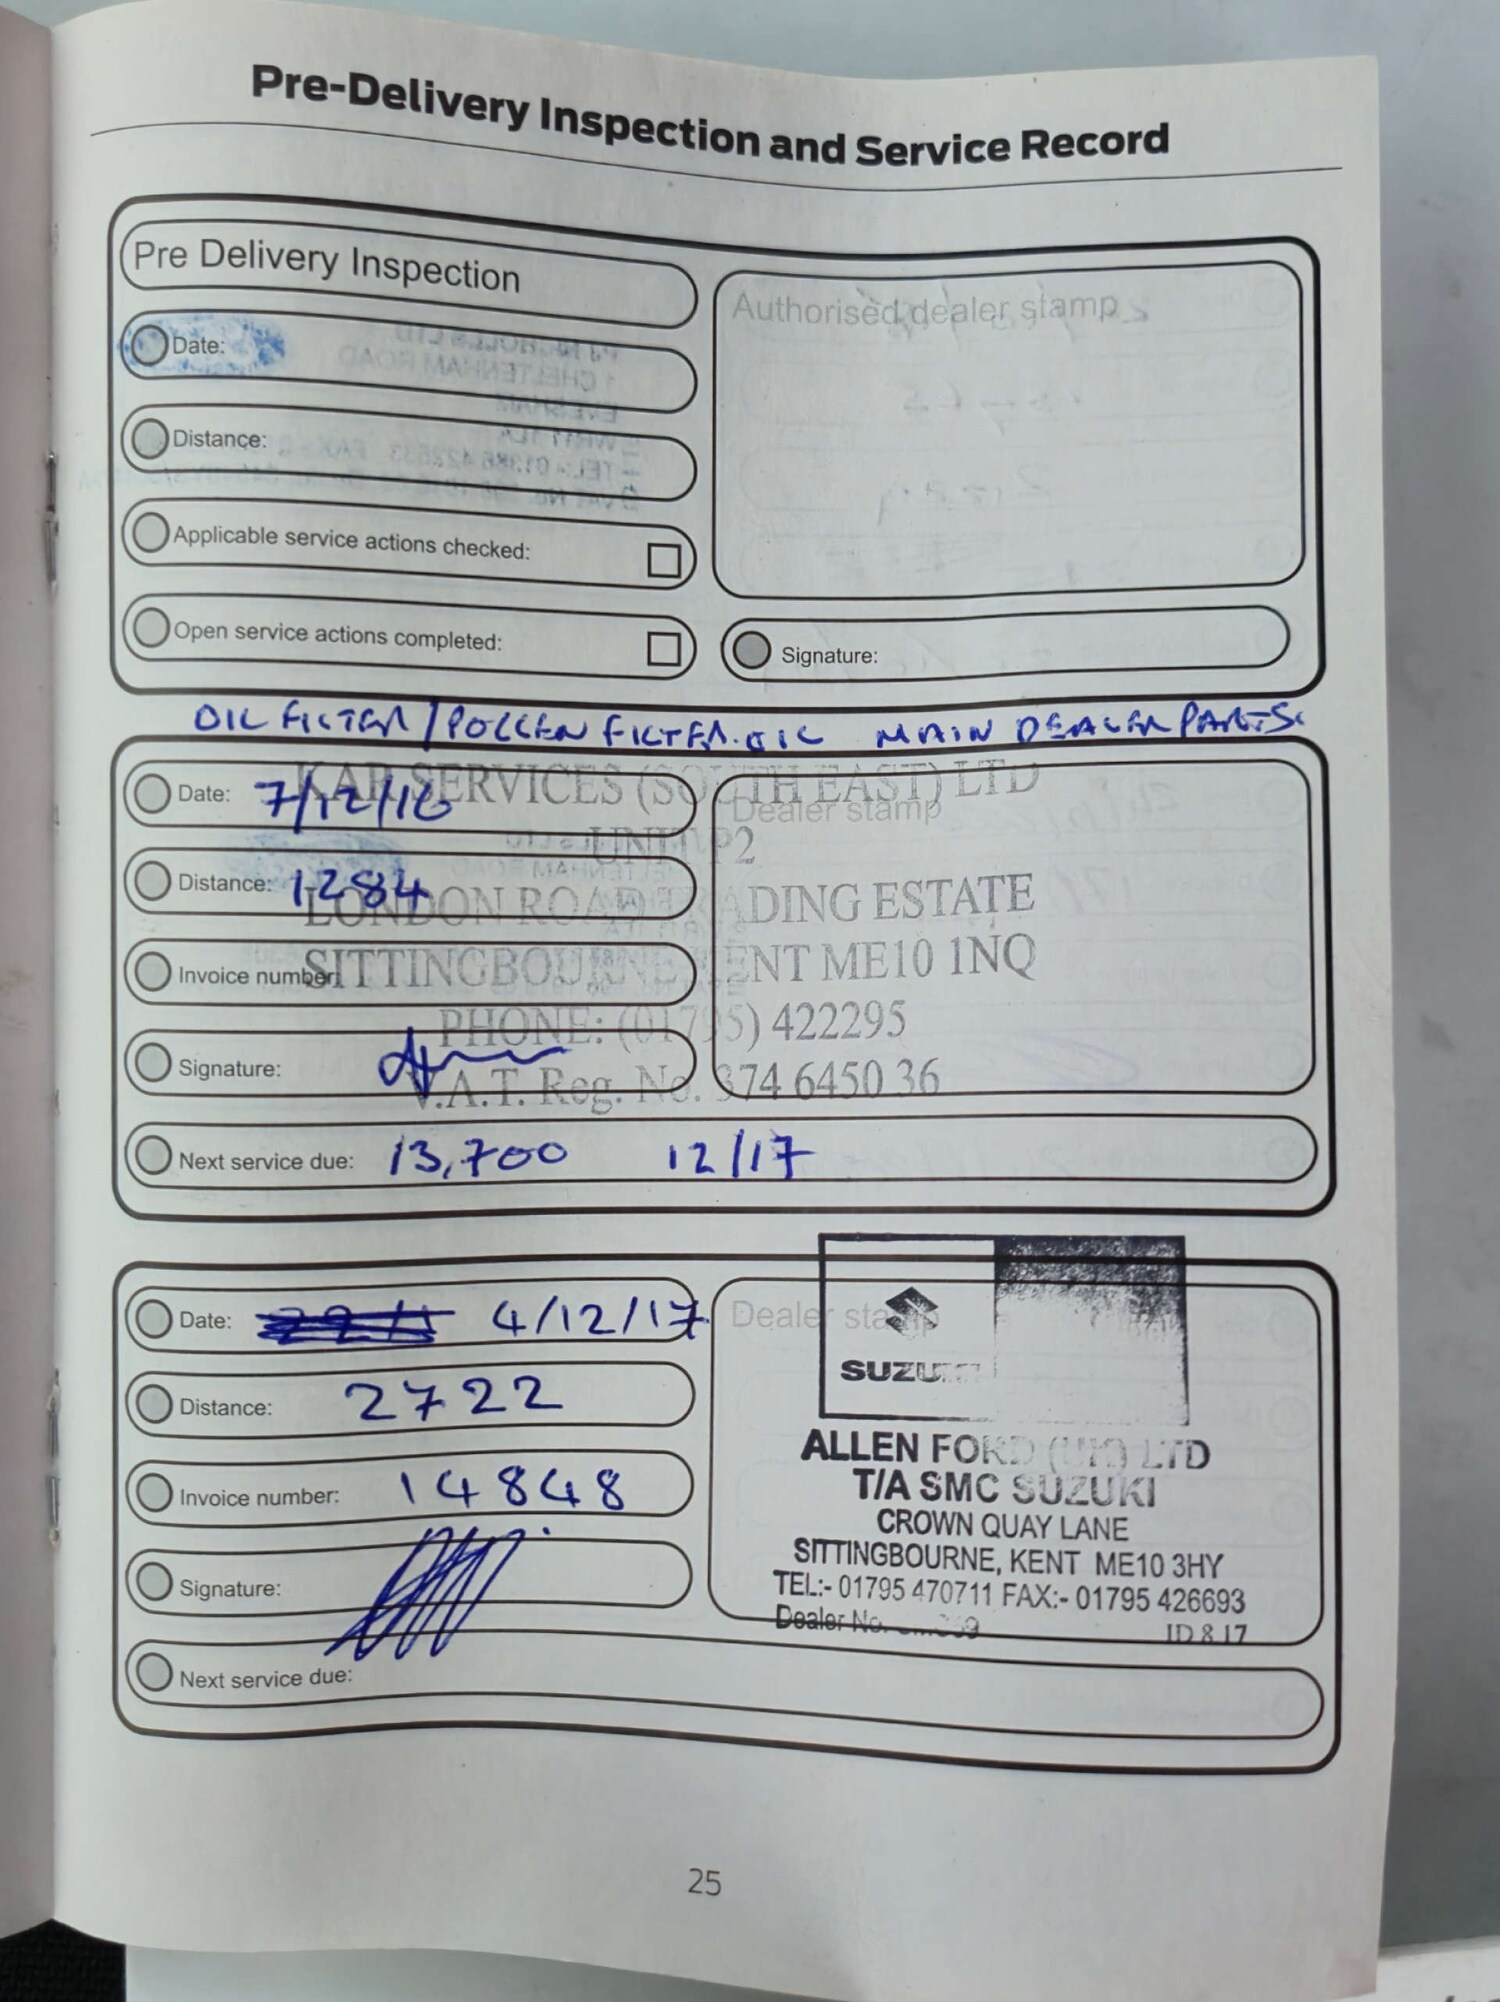 Pre-Delivery Inspection and Service Record
Pre Delivery Inspection
Authorised dealer stamp
Date:
Distance:
Applicable service actions checked:
Open service actions completed:
Signature:
OIL FILTER/POLLEN FILTER. OIL MAIN DEALER PARTS.
Date: 7/12/16
Dealer stamp
KAR SERVICES (SOUTH EAST) LTD
UNIT P2
Distance: 1284
LONDON ROAD TRADING ESTATE
Invoice number:
SITTINGBOURNE, KENT ME10 1NQ
PHONE: (01795) 422295
Signature:
V.A.T. Reg. No. 374 6450 36
Next service due: 13,700 12/17
Date: 4/12/17
Dealer stamp
SUZUKI
Distance: 2722
ALLEN FORD (UK) LTD
T/A SMC SUZUKI
Invoice number: 14848
CROWN QUAY LANE
SITTINGBOURNE, KENT ME10 3HY
Signature:
TEL:- 01795 470711 FAX:- 01795 426693
Dealer No.
ID 8 17
Next service due:
25